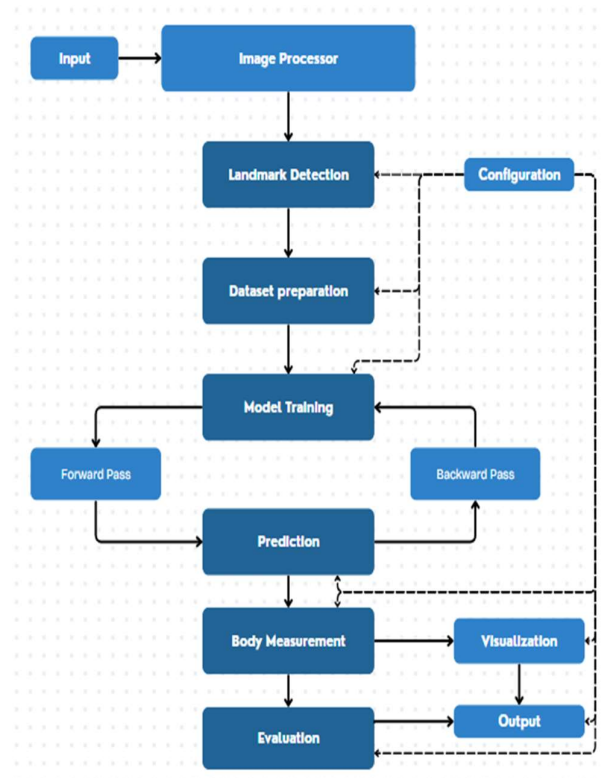 Input
Image Processor
Landmark Detection
Configuration
Dataset preparation
Model Training
Forward Pass
Backward Pass
Prediction
Body Measurement
Visualization
Evaluation
Output